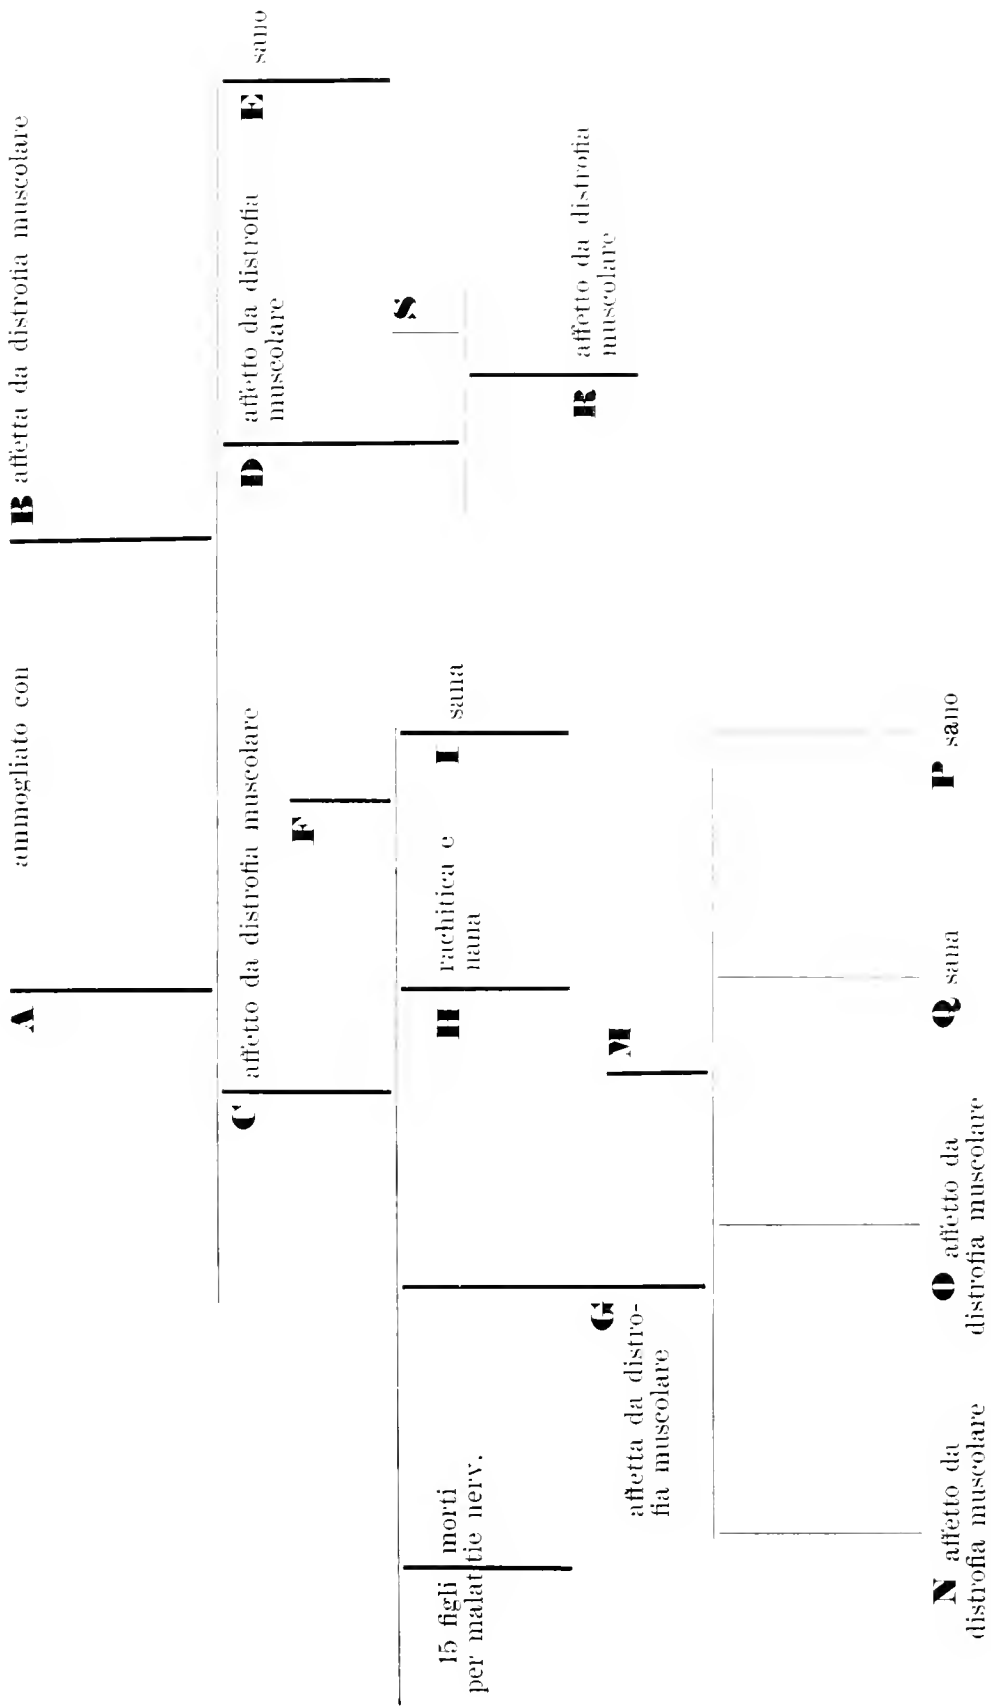 A ammogliato con B affetta da distrofia muscolare
C affetto da distrofia muscolare
D affetto da distrofia
muscolare
E sano
F
S
15 figli morti
per malattie nerv.
H rachitica e
nana
I sana
R affetto da distrofia
muscolare
G
affetta da distro-
fia muscolare
M
N affetto da
distrofia muscolare
O affetto da
distrofia muscolare
Q sana
P sano